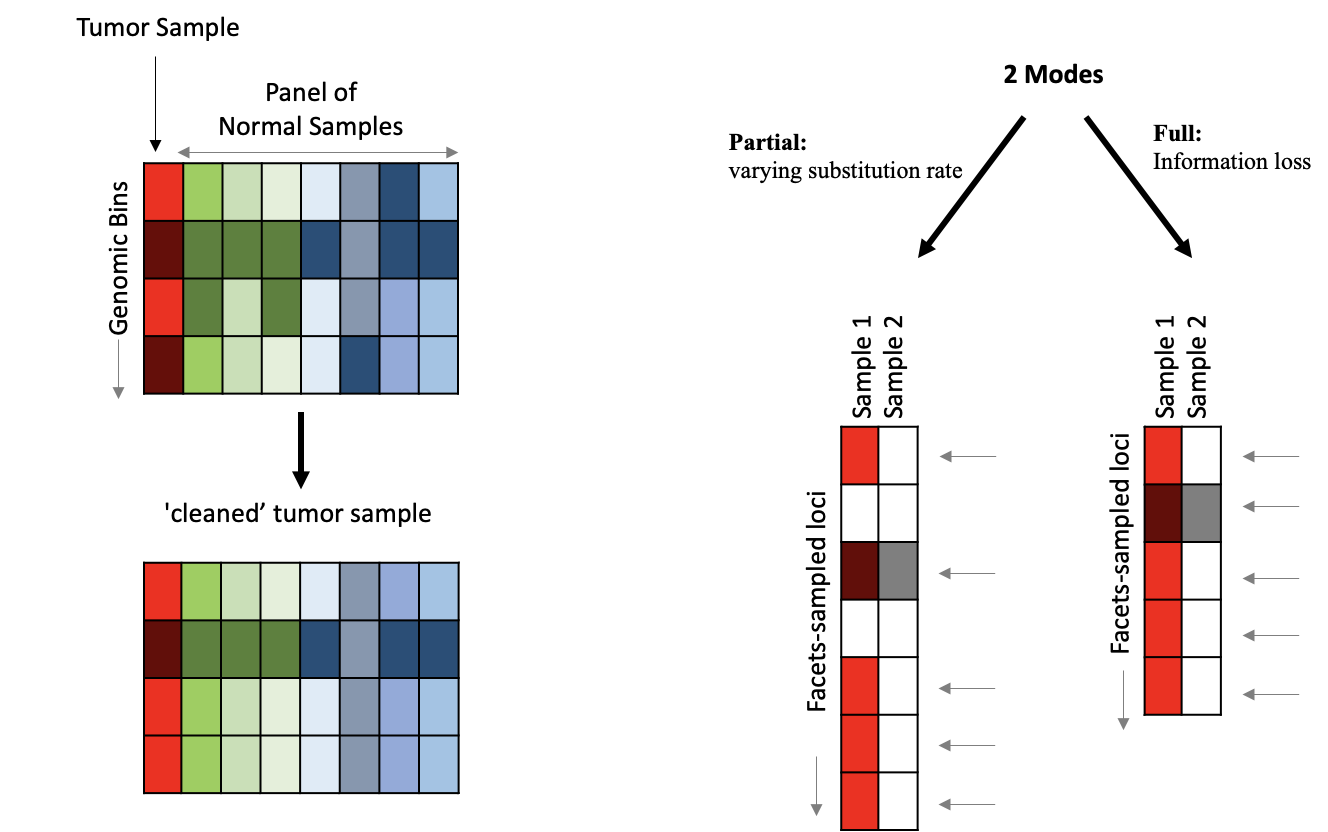 Tumor Sample
Panel of
Normal Samples
Genomic Bins
'cleaned’ tumor sample
2 Modes
Partial:
varying substitution rate
Full:
Information loss
Sample 1
Sample 2
Facets-sampled loci
Sample 1
Sample 2
Facets-sampled loci